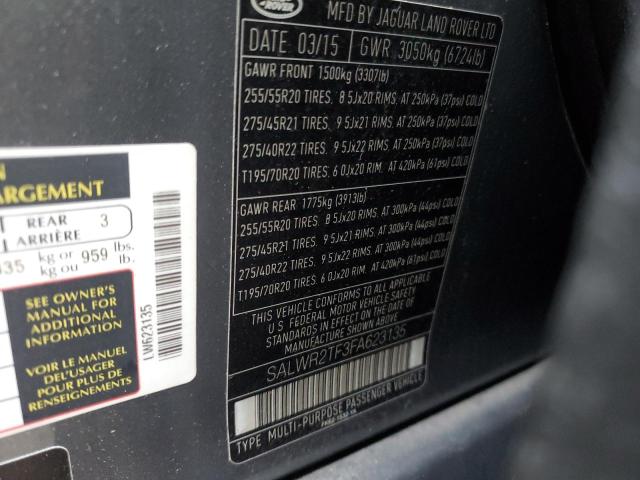 ROVER
MFD BY JAGUAR LAND ROVER LTD
DATE 03/15 GWR 3050kg (6724lb)
GAWR FRONT 1500kg (3307lb)
255/55R20 TIRES. 8 5Jx20 RIMS. AT 250kPa (37psi) COLD
275/45R21 TIRES. 9 5Jx21 RIMS. AT 250kPa (37psi) COLD
275/40R22 TIRES. 9 5Jx22 RIMS. AT 250kPa (37psi) COLD
T195/70R20 TIRES. 6 0Jx20 RIM. AT 420kPa (61psi) COLD
GAWR REAR 1775kg (3913lb)
255/55R20 TIRES. 8 5Jx20 RIMS. AT 300kPa (44psi) COLD
275/45R21 TIRES. 9 5Jx21 RIMS. AT 300kPa (44psi) COLD
275/40R22 TIRES. 9 5Jx22 RIMS. AT 300kPa (44psi) COLD
T195/70R20 TIRES. 6 0Jx20 RIM. AT 420kPa (61psi) COLD
THIS VEHICLE CONFORMS TO ALL APPLICABLE
U.S. FEDERAL MOTOR VEHICLE SAFETY
STANDARDS IN EFFECT ON THE DATE OF
MANUFACTURE SHOWN ABOVE
SALWR2TF3FA623135
TYPE MULTI-PURPOSE PASSENGER VEHICLE
ARGEMENT
REAR 3
ARRIÈRE
435 kg or 959 lbs.
kg ou lb.
SEE OWNER'S
MANUAL FOR
ADDITIONAL
INFORMATION
VOIR LE MANUEL
DEL'USAGER
POUR PLUS DE
RENSEIGNEMENTS
LW623135